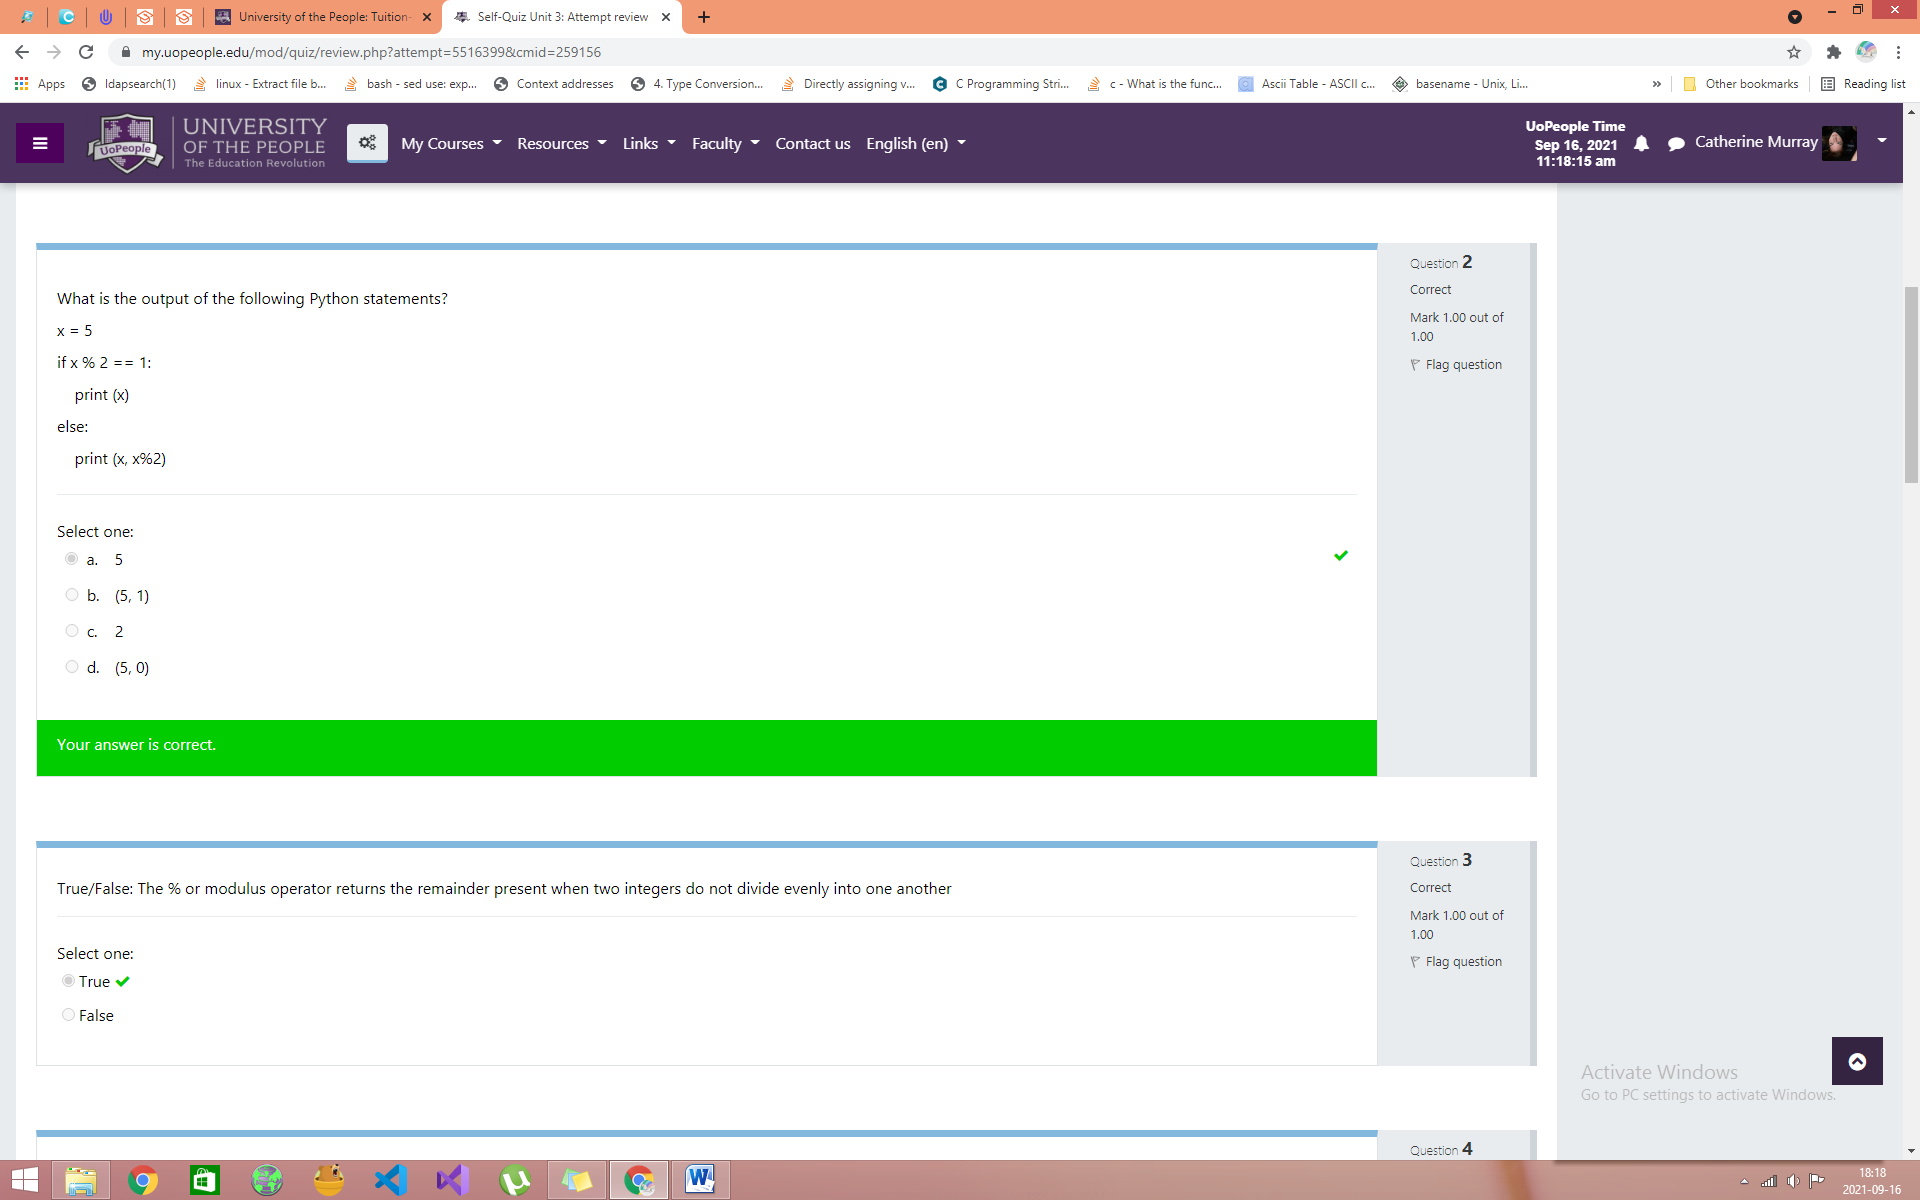 University of the People: Tuition-
Self-Quiz Unit 3: Attempt review
my.uopeople.edu/mod/quiz/review.php?attempt=5516399&cmid=259156
Apps
ldapsearch(1)
linux - Extract file b...
bash - sed use: exp...
Context addresses
4. Type Conversion...
Directly assigning v...
C Programming Stri...
c - What is the func...
Ascii Table - ASCII c...
basename - Unix, Li...
»
Other bookmarks
Reading list
UoPeople
UNIVERSITY
OF THE PEOPLE
The Education Revolution
My Courses
Resources
Links
Faculty
Contact us
English (en)
UoPeople Time
Sep 16, 2021
11:18:15 am
Catherine Murray
What is the output of the following Python statements?
x = 5
if x % 2 == 1:
print (x)
else:
print (x, x%2)
Select one:
a. 5
b. (5, 1)
c. 2
d. (5, 0)
Your answer is correct.
Question 2
Correct
Mark 1.00 out of
1.00
Flag question
True/False: The % or modulus operator returns the remainder present when two integers do not divide evenly into one another
Select one:
True
False
Question 3
Correct
Mark 1.00 out of
1.00
Flag question
Activate Windows
Go to PC settings to activate Windows.
Question 4
18:18
2021-09-16